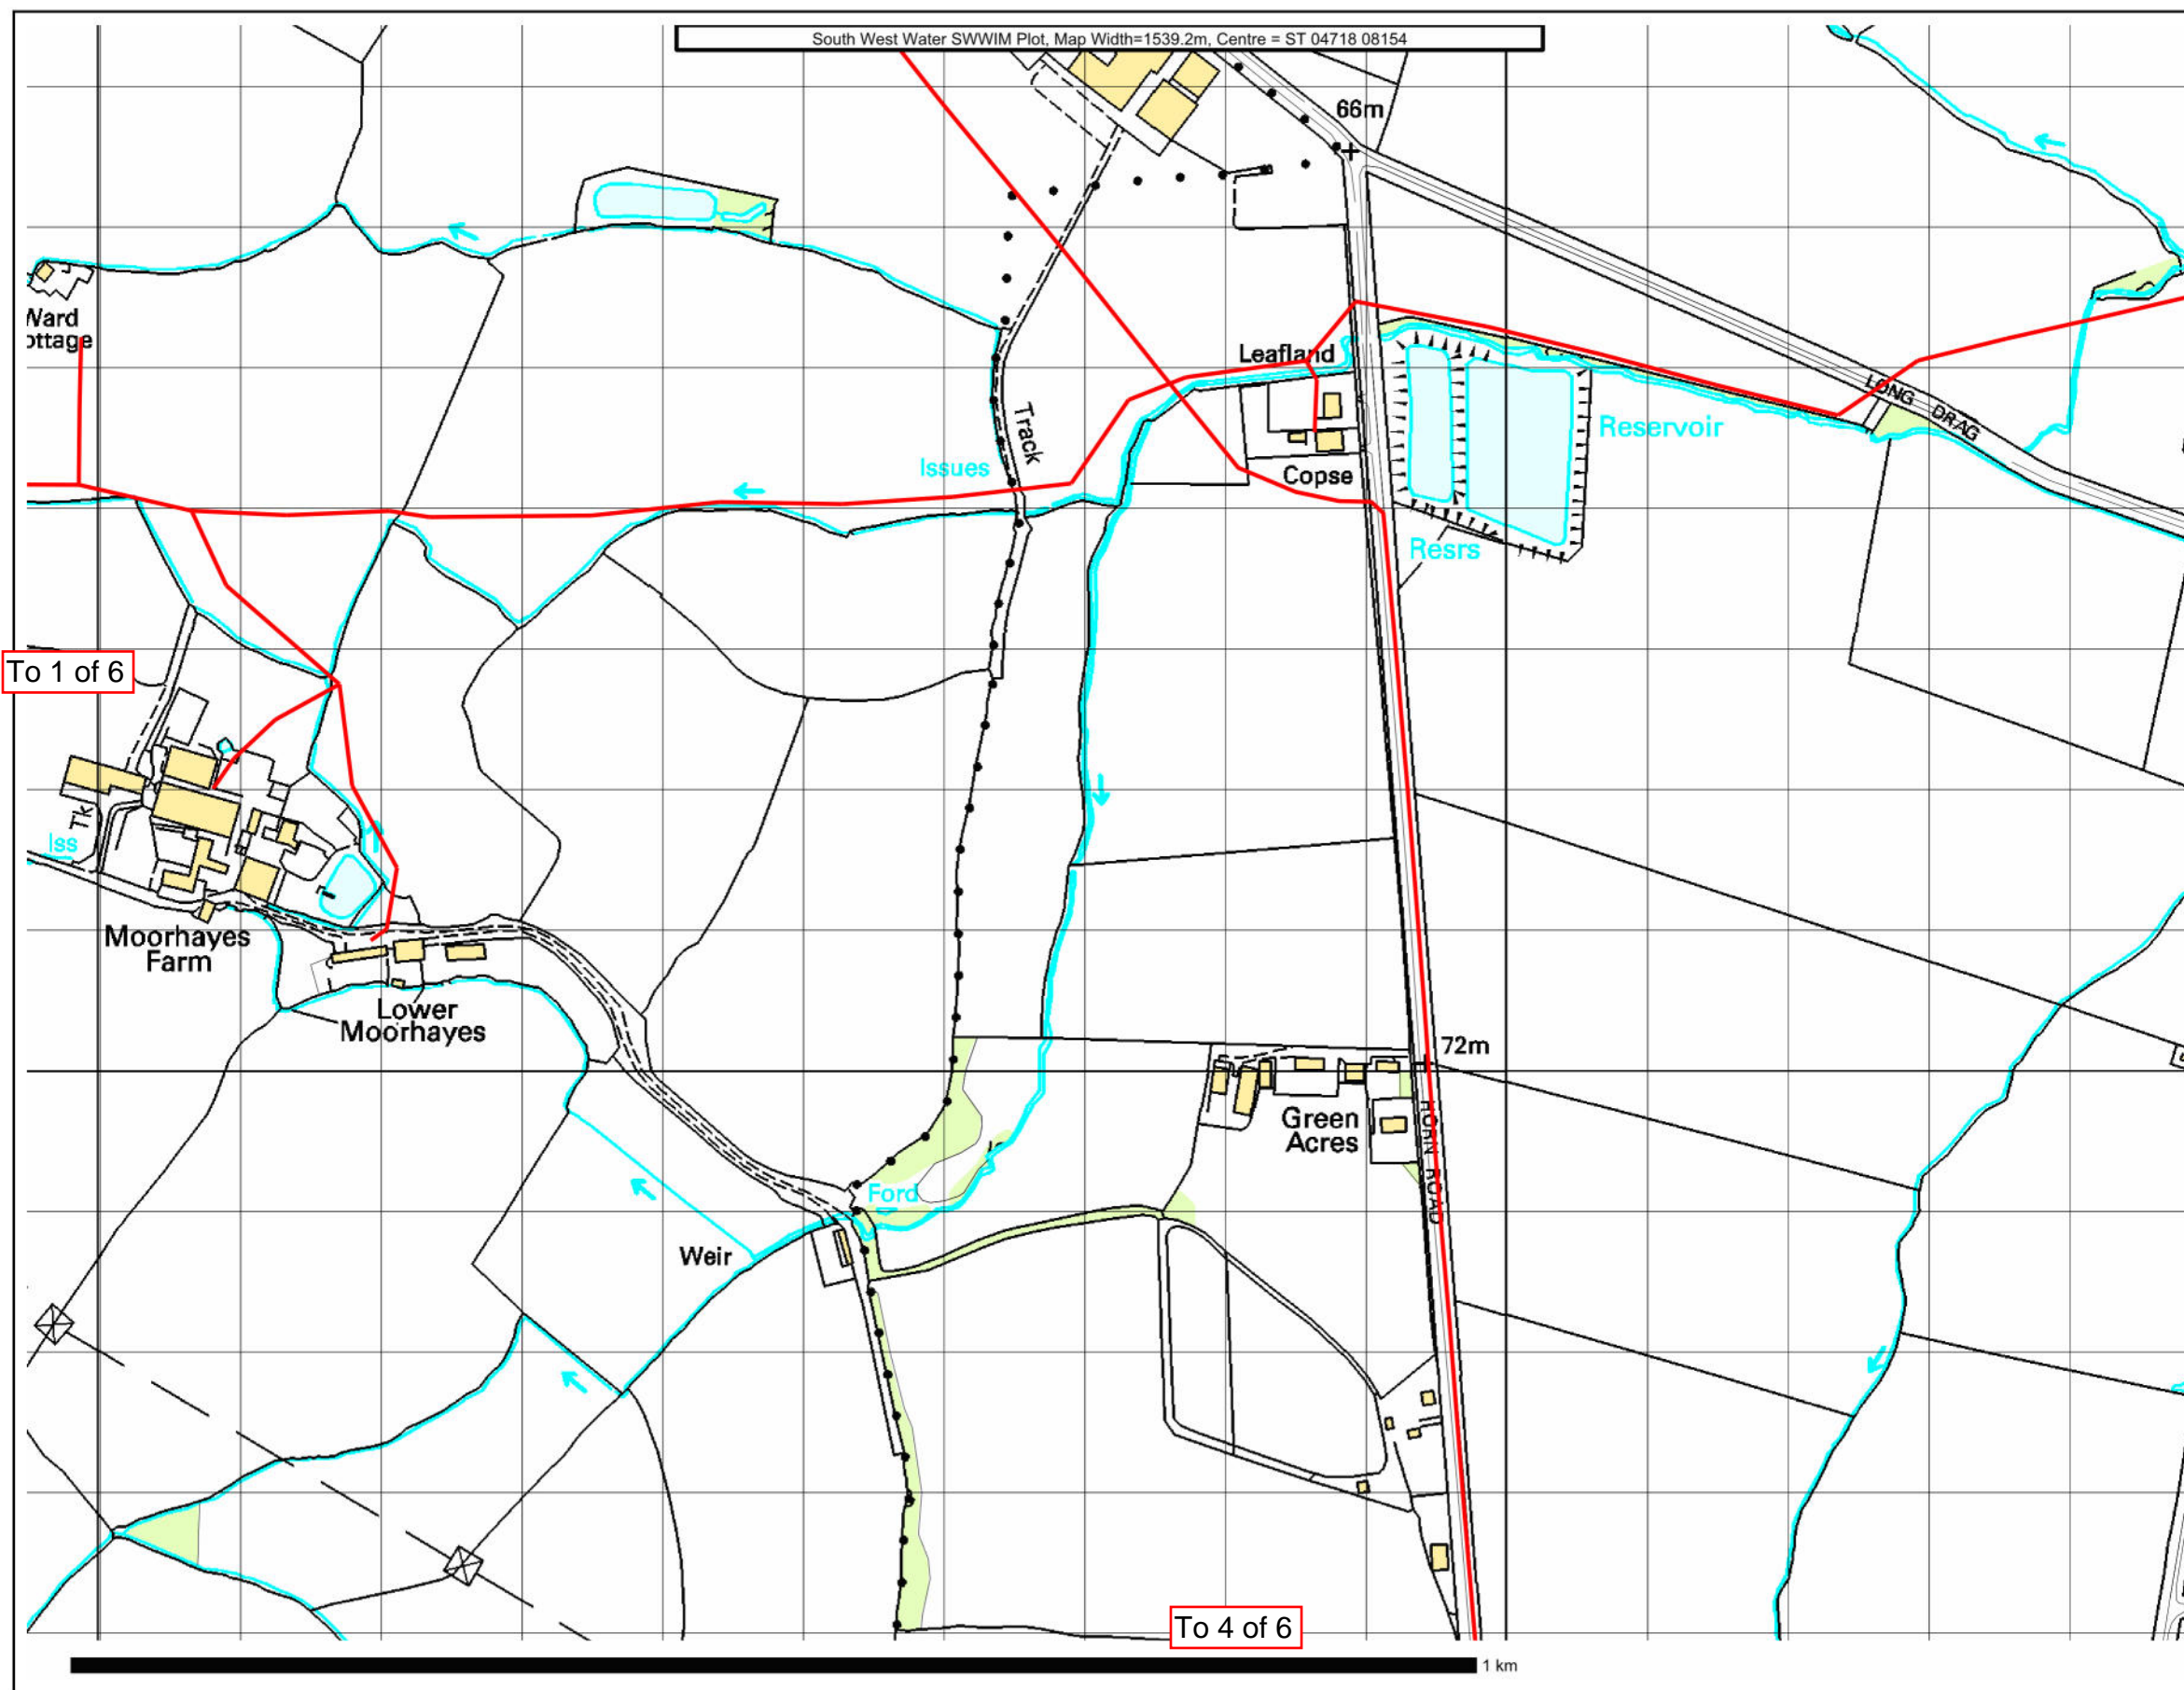 South West Water SWWIM Plot, Map Width=1539.2m, Centre = ST 04718 08154
66m
Ward
Leafland
Track
LONG DRAG
Reservoir
Issues
Copse
Resrs
To 1 of 6
Tk
Iss
Moorhayes
Farm
Lower
Moorhayes
72m
Green
Acres
HORN ROAD
Ford
Weir
To 4 of 6
1 km